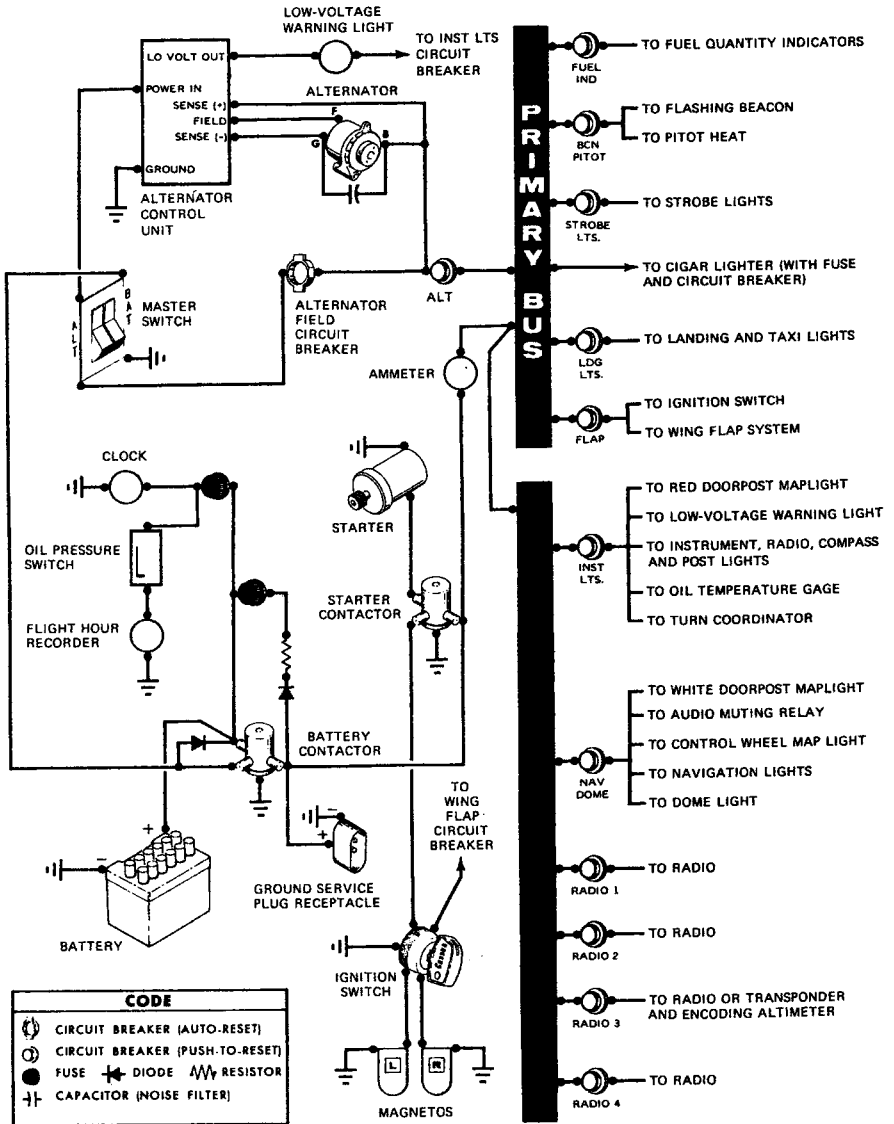 LOW-VOLTAGE
WARNING LIGHT
TO INST LTS
CIRCUIT
BREAKER
LO VOLT OUT
POWER IN
SENSE (+)
FIELD
SENSE (-)
GROUND
ALTERNATOR
F
G
B
ALTERNATOR
CONTROL
UNIT
BAT
ALT
MASTER
SWITCH
ALTERNATOR
FIELD
CIRCUIT
BREAKER
ALT
AMMETER
CLOCK
OIL PRESSURE
SWITCH
FLIGHT HOUR
RECORDER
STARTER
STARTER
CONTACTOR
BATTERY
CONTACTOR
+
-
BATTERY
-
+
GROUND SERVICE
PLUG RECEPTACLE
TO
WING
FLAP
CIRCUIT
BREAKER
IGNITION
SWITCH
L
R
MAGNETOS
PRIMARY BUS
FUEL
IND
TO FUEL QUANTITY INDICATORS
BCN
PITOT
TO FLASHING BEACON
TO PITOT HEAT
STROBE
LTS.
TO STROBE LIGHTS
TO CIGAR LIGHTER (WITH FUSE
AND CIRCUIT BREAKER)
LDG
LTS.
TO LANDING AND TAXI LIGHTS
FLAP
TO IGNITION SWITCH
TO WING FLAP SYSTEM
INST
LTS.
TO RED DOORPOST MAPLIGHT
TO LOW-VOLTAGE WARNING LIGHT
TO INSTRUMENT, RADIO, COMPASS
AND POST LIGHTS
TO OIL TEMPERATURE GAGE
TO TURN COORDINATOR
NAV
DOME
TO WHITE DOORPOST MAPLIGHT
TO AUDIO MUTING RELAY
TO CONTROL WHEEL MAP LIGHT
TO NAVIGATION LIGHTS
TO DOME LIGHT
RADIO 1
TO RADIO
RADIO 2
TO RADIO
RADIO 3
TO RADIO OR TRANSPONDER
AND ENCODING ALTIMETER
RADIO 4
TO RADIO
CODE
CIRCUIT BREAKER (AUTO-RESET)
CIRCUIT BREAKER (PUSH-TO-RESET)
FUSE DIODE RESISTOR
CAPACITOR (NOISE FILTER)